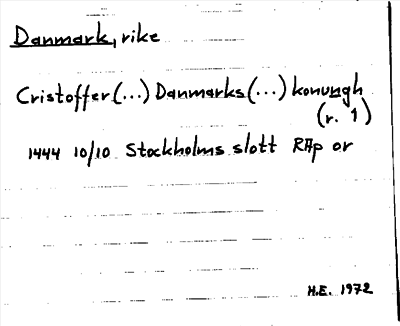 Danmark, rike
Cristoffer (...) Danmarks (...) konungh
(r. 1)
1444 10/10 Stockholms slott RAp or
H.E. 1972